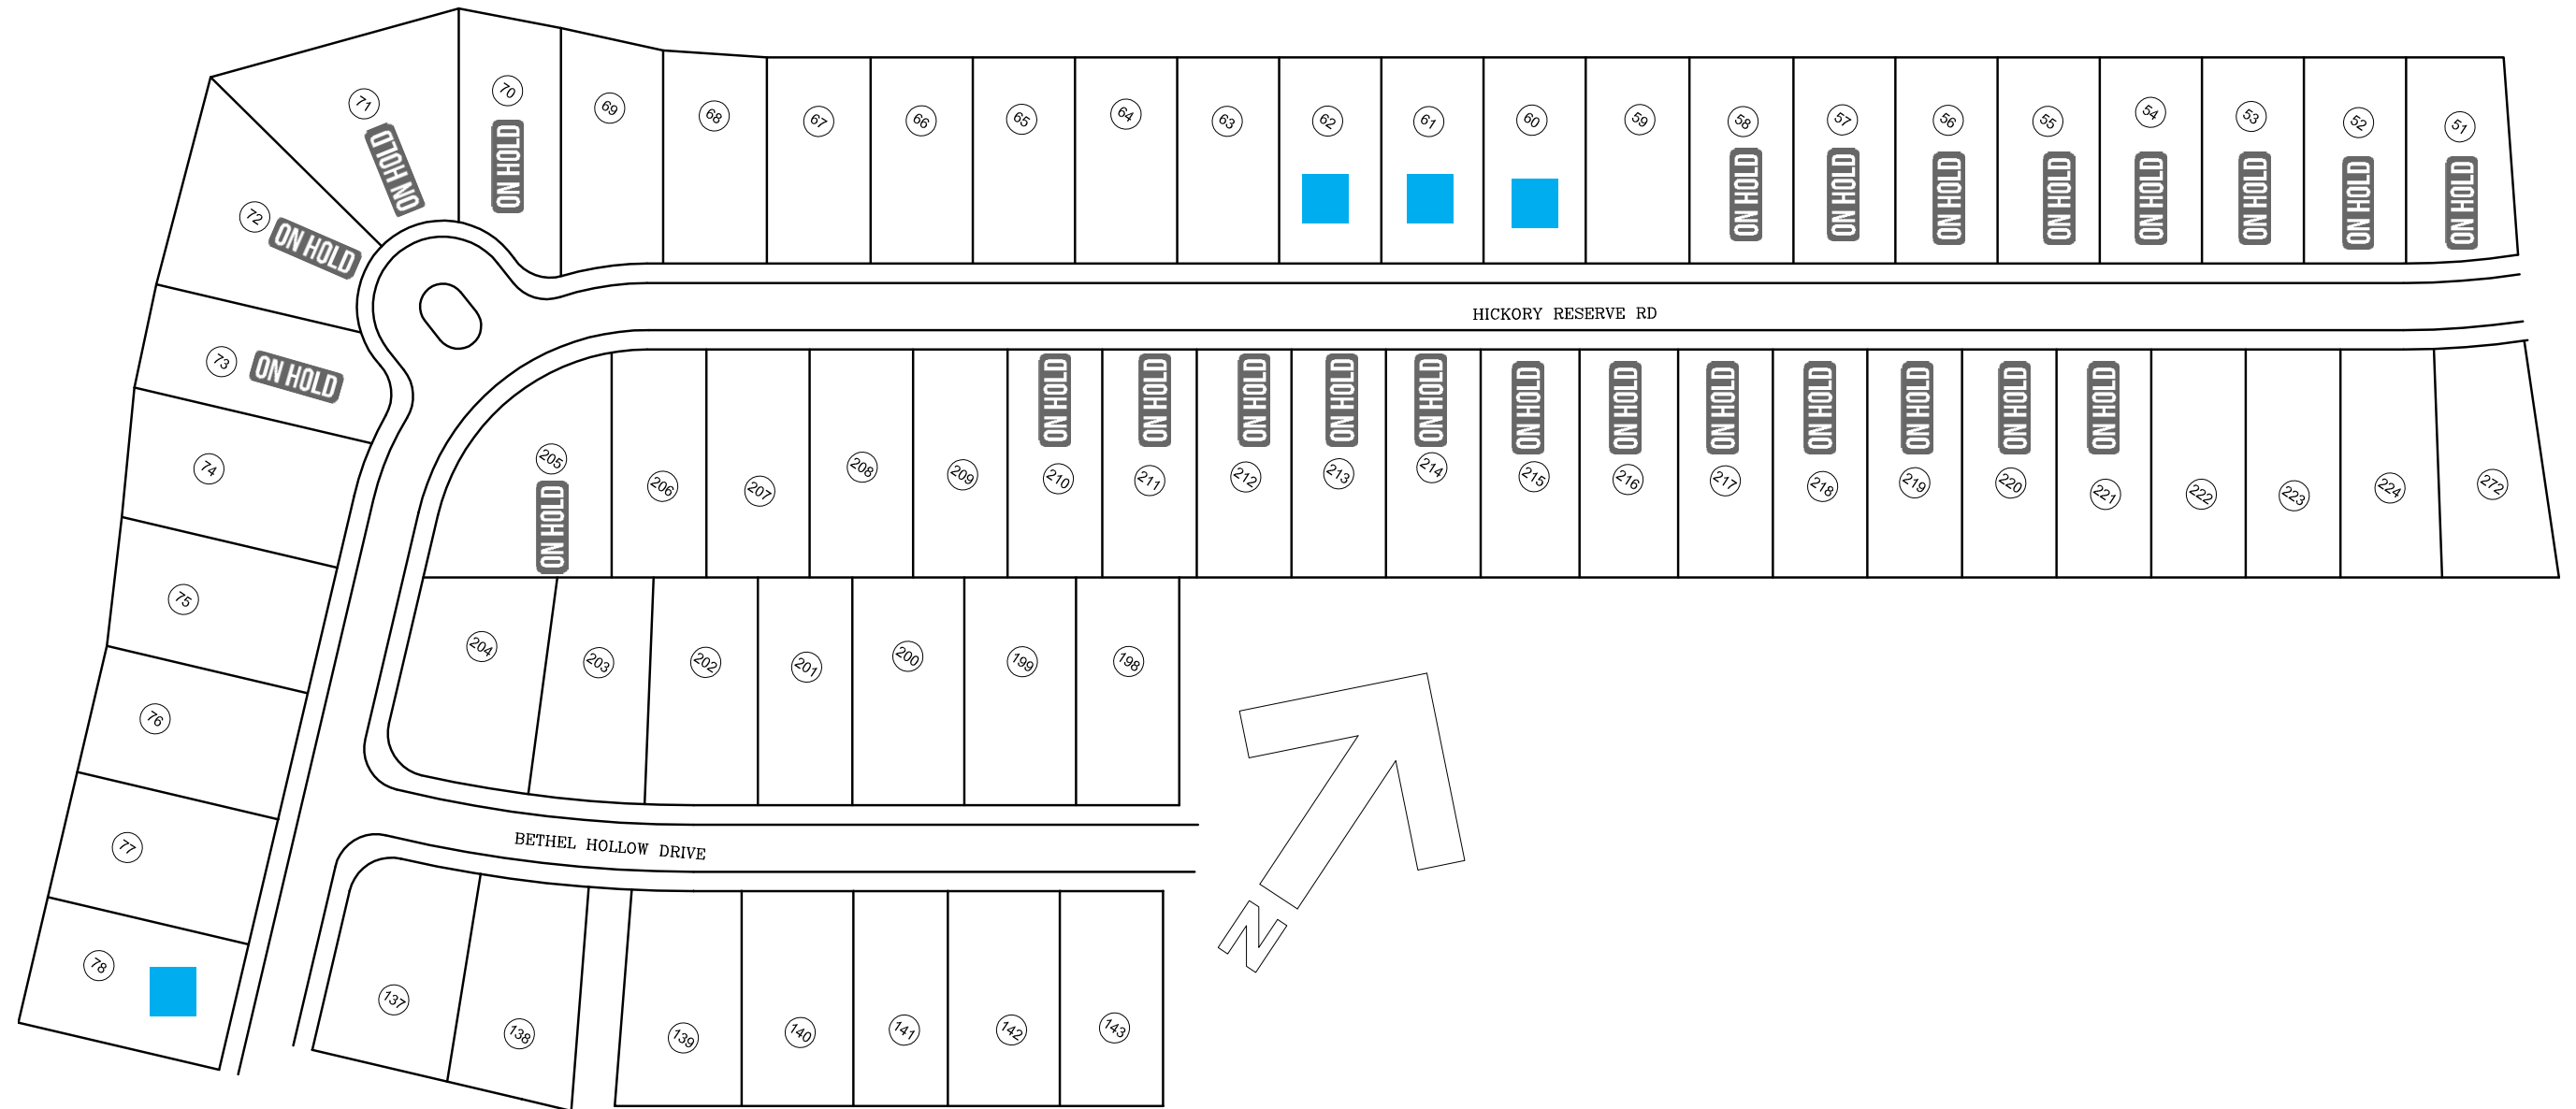 71
ON HOLD
70
ON HOLD
69
68
67
66
65
64
63
62
61
60
59
58
ON HOLD
57
ON HOLD
56
ON HOLD
55
ON HOLD
54
ON HOLD
53
ON HOLD
52
ON HOLD
51
ON HOLD
72
ON HOLD
73
ON HOLD
HICKORY RESERVE RD
74
75
76
77
78
205
ON HOLD
206
207
208
209
ON HOLD
210
ON HOLD
211
ON HOLD
212
ON HOLD
213
ON HOLD
214
ON HOLD
215
ON HOLD
216
ON HOLD
217
ON HOLD
218
ON HOLD
219
ON HOLD
220
ON HOLD
221
222
223
224
272
204
203
202
201
200
199
198
BETHEL HOLLOW DRIVE
N
137
138
139
140
141
142
143